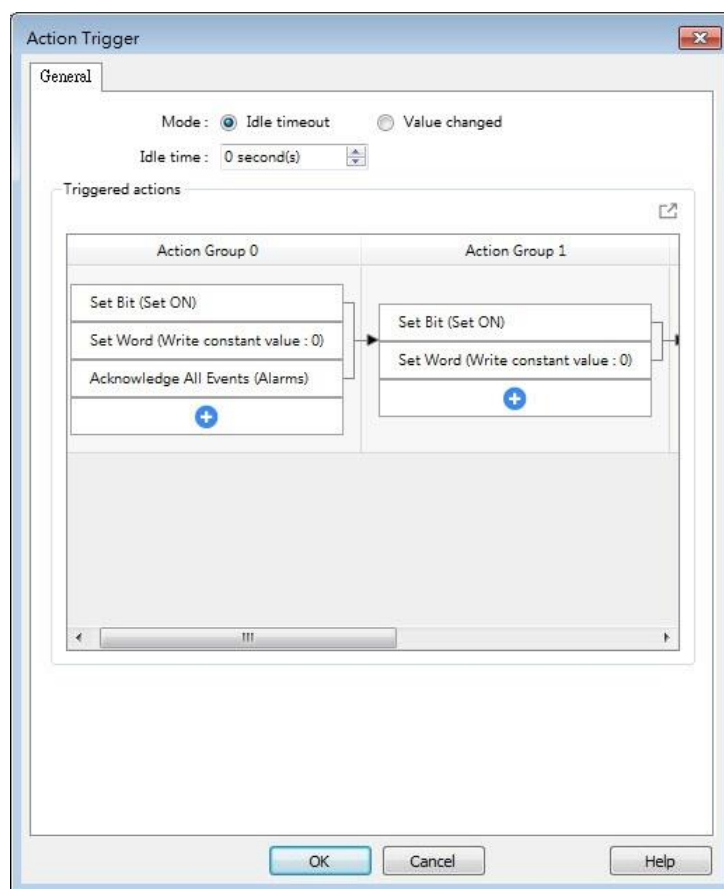 Action Trigger
General
Mode : Idle timeout Value changed
Idle time : 0 second(s)
Triggered actions
Action Group 0 Action Group 1
Set Bit (Set ON)
Set Word (Write constant value : 0)
Acknowledge All Events (Alarms)
Set Bit (Set ON)
Set Word (Write constant value : 0)
OK Cancel Help